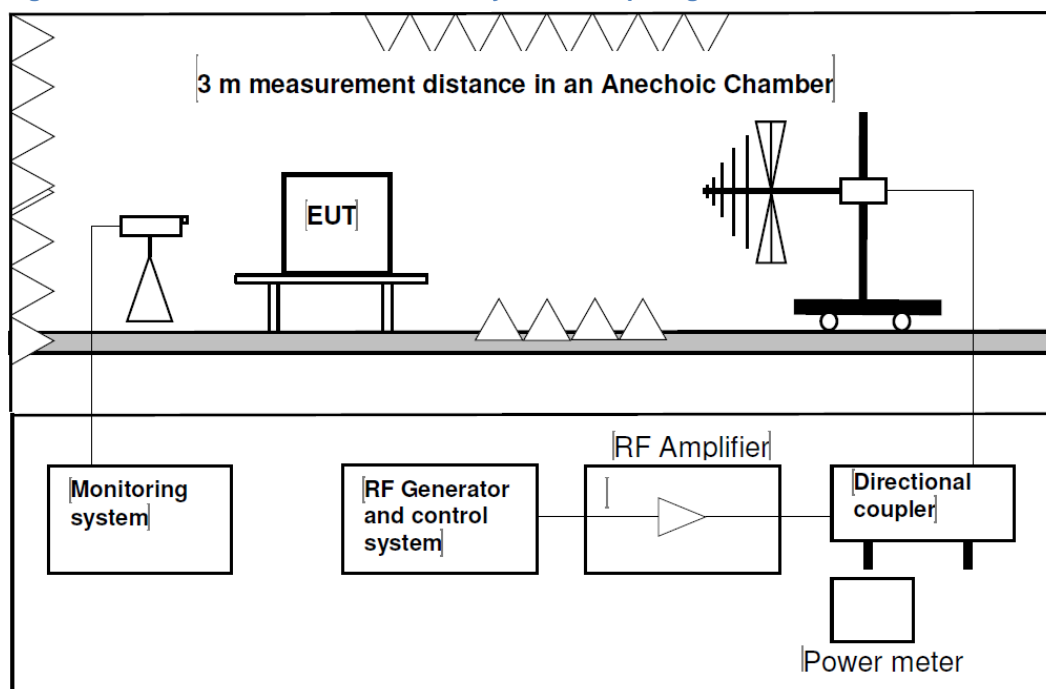 3 m measurement distance in an Anechoic Chamber
EUT
RF Amplifier
Monitoring
system
RF Generator
and control
system
Directional
coupler
Power meter